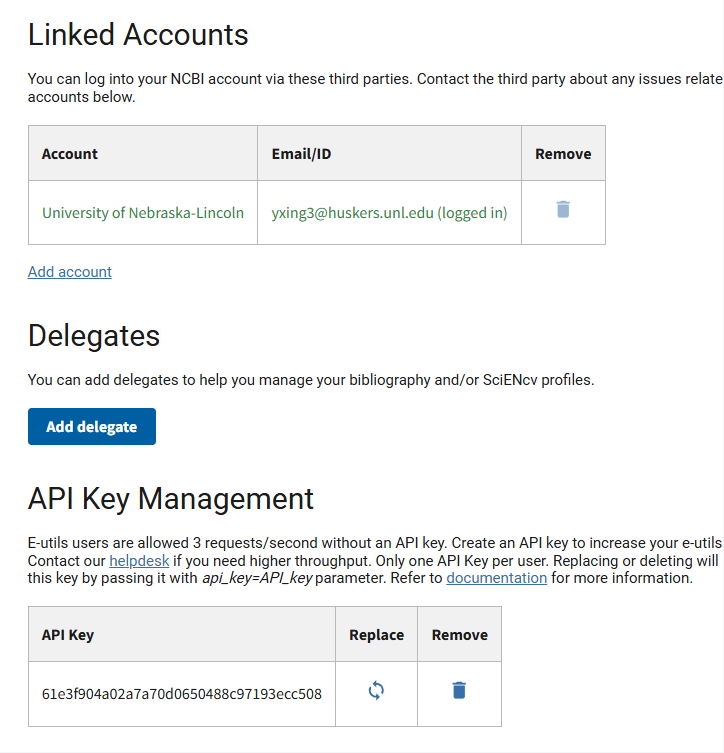 Linked Accounts
You can log into your NCBI account via these third parties. Contact the third party about any issues relate
accounts below.
Account Email/ID Remove
University of Nebraska-Lincoln yxing3@huskers.unl.edu (logged in)
Add account
Delegates
You can add delegates to help you manage your bibliography and/or SciENcv profiles.
Add delegate
API Key Management
E-utils users are allowed 3 requests/second without an API key. Create an API key to increase your e-utils
Contact our helpdesk if you need higher throughput. Only one API Key per user. Replacing or deleting will
this key by passing it with api_key=API_key parameter. Refer to documentation for more information.
API Key Replace Remove
61e3f904a02a7a70d0650488c97193ecc508